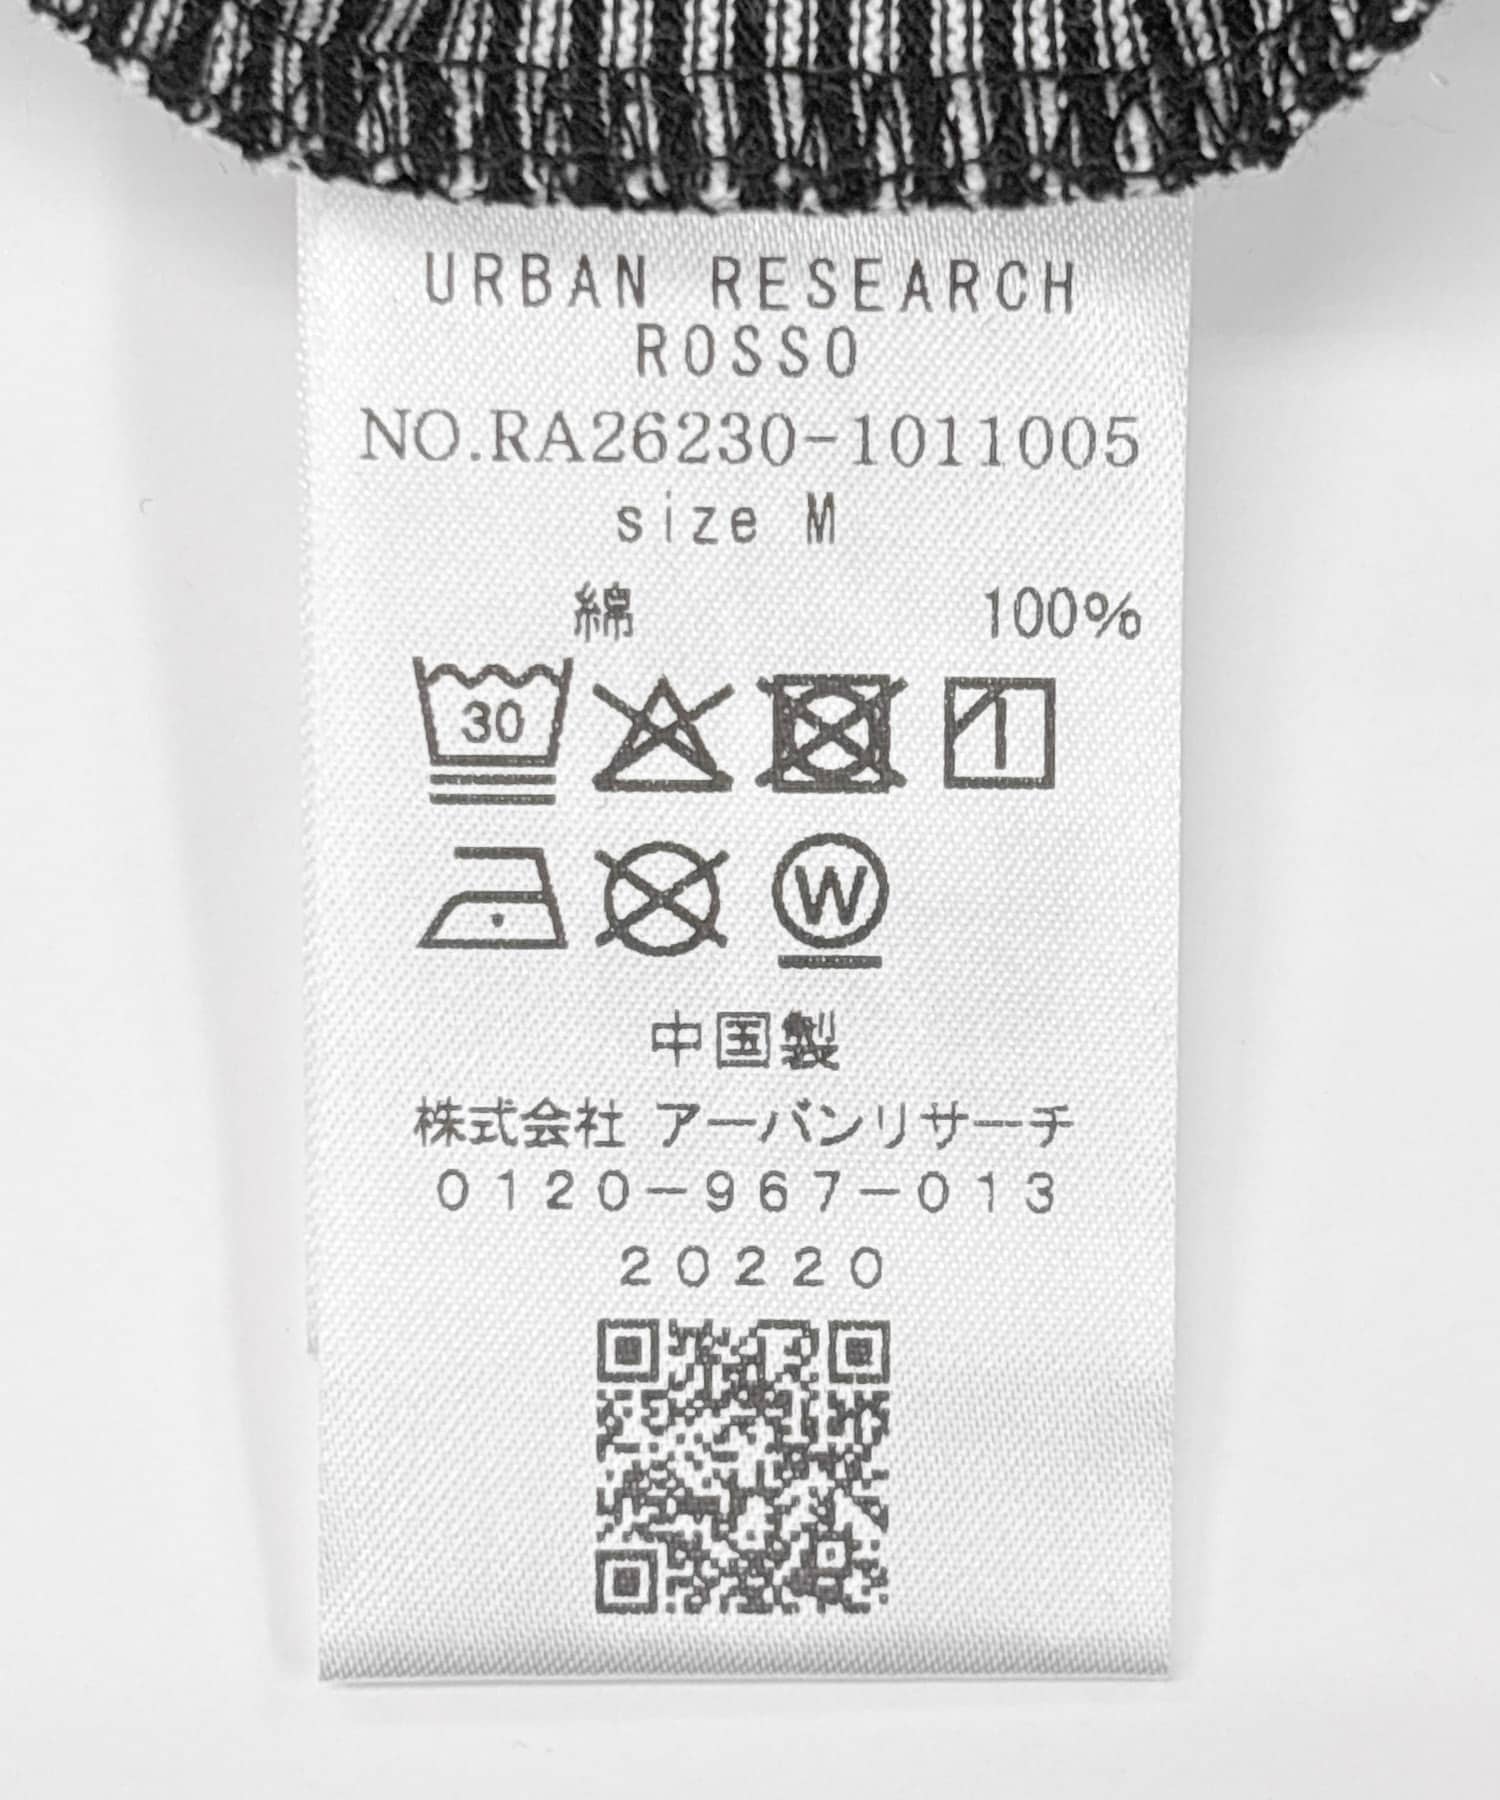 URBAN RESEARCH
ROSSO
NO.RA26230-1011005
size M
綿 100%
30
W
中国製
株式会社 アーバンリサーチ
0120-967-013
20220